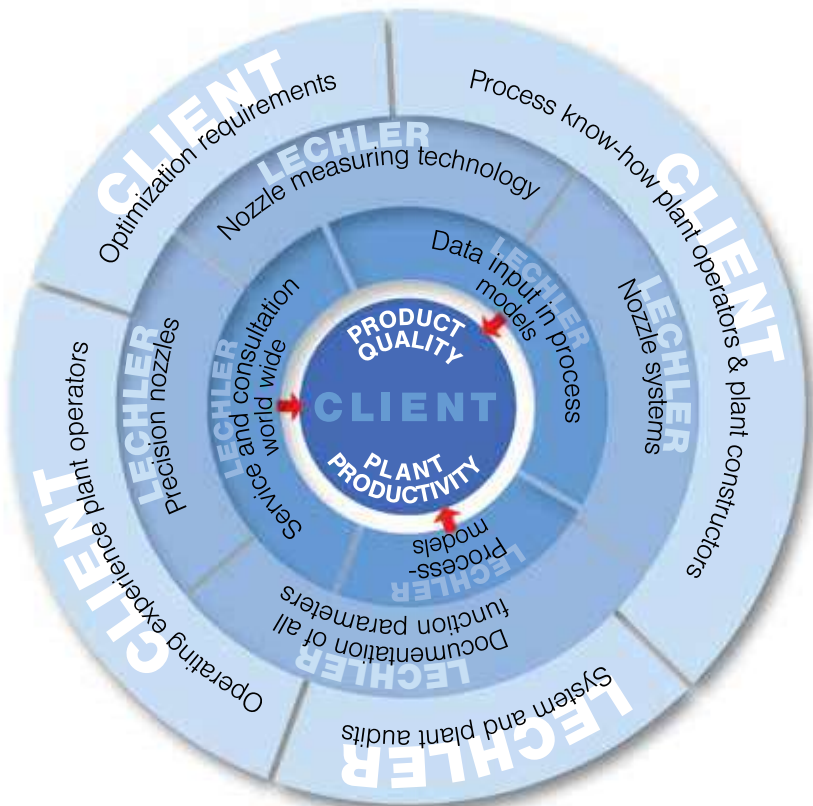 CLIENT
Optimization requirements
CLIENT
Process know-how plant operators & plant constructors
LECHLER
System and plant audits
CLIENT
Operating experience plant operators
LECHLER
Nozzle measuring technology
LECHLER
Nozzle systems
LECHLER
Documentation of all
function parameters
LECHLER
Precision nozzles
LECHLER
Data input in process
models
LECHLER
Process-
models
LECHLER
Service and consultation
world wide
PRODUCT
QUALITY
CLIENT
PLANT
PRODUCTIVITY